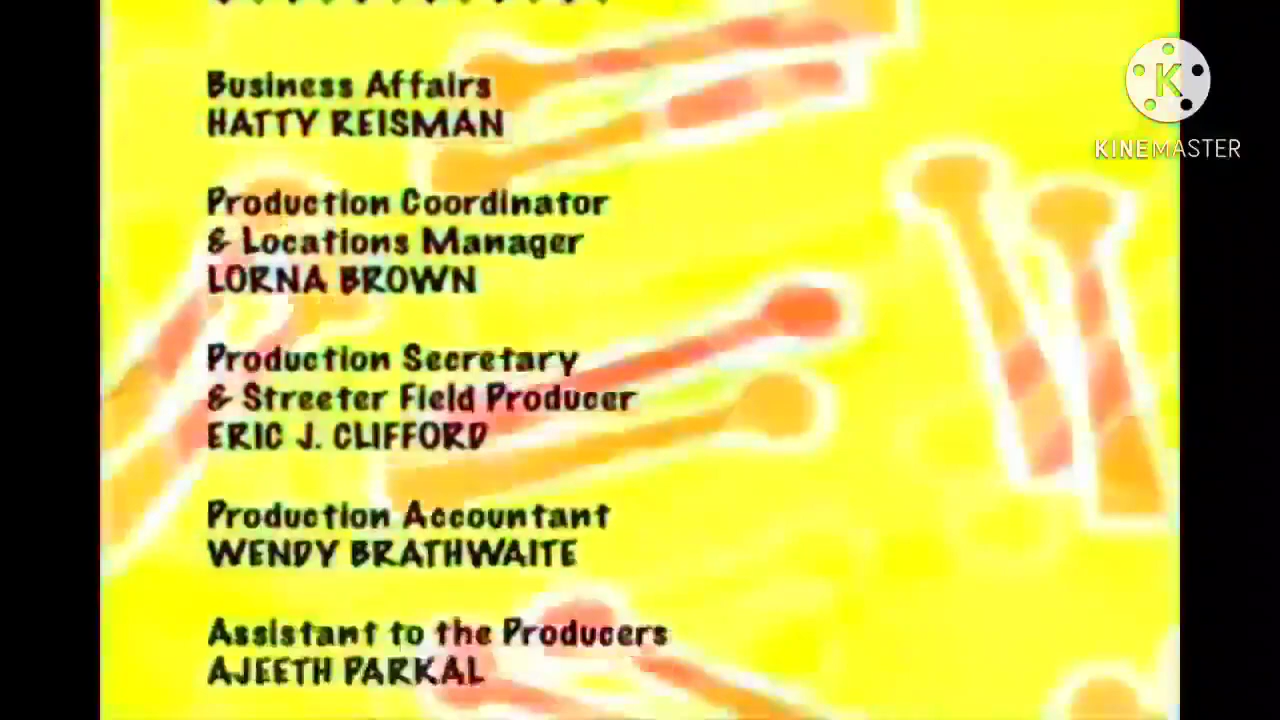 Business Affairs
HATTY REISMAN
Production Coordinator
& Locations Manager
LORNA BROWN
Production Secretary
& Streeter Field Producer
ERIC J. CLIFFORD
Production Accountant
WENDY BRATHWAITE
Assistant to the Producers
AJEETH PARKAL
K
KINEMASTER